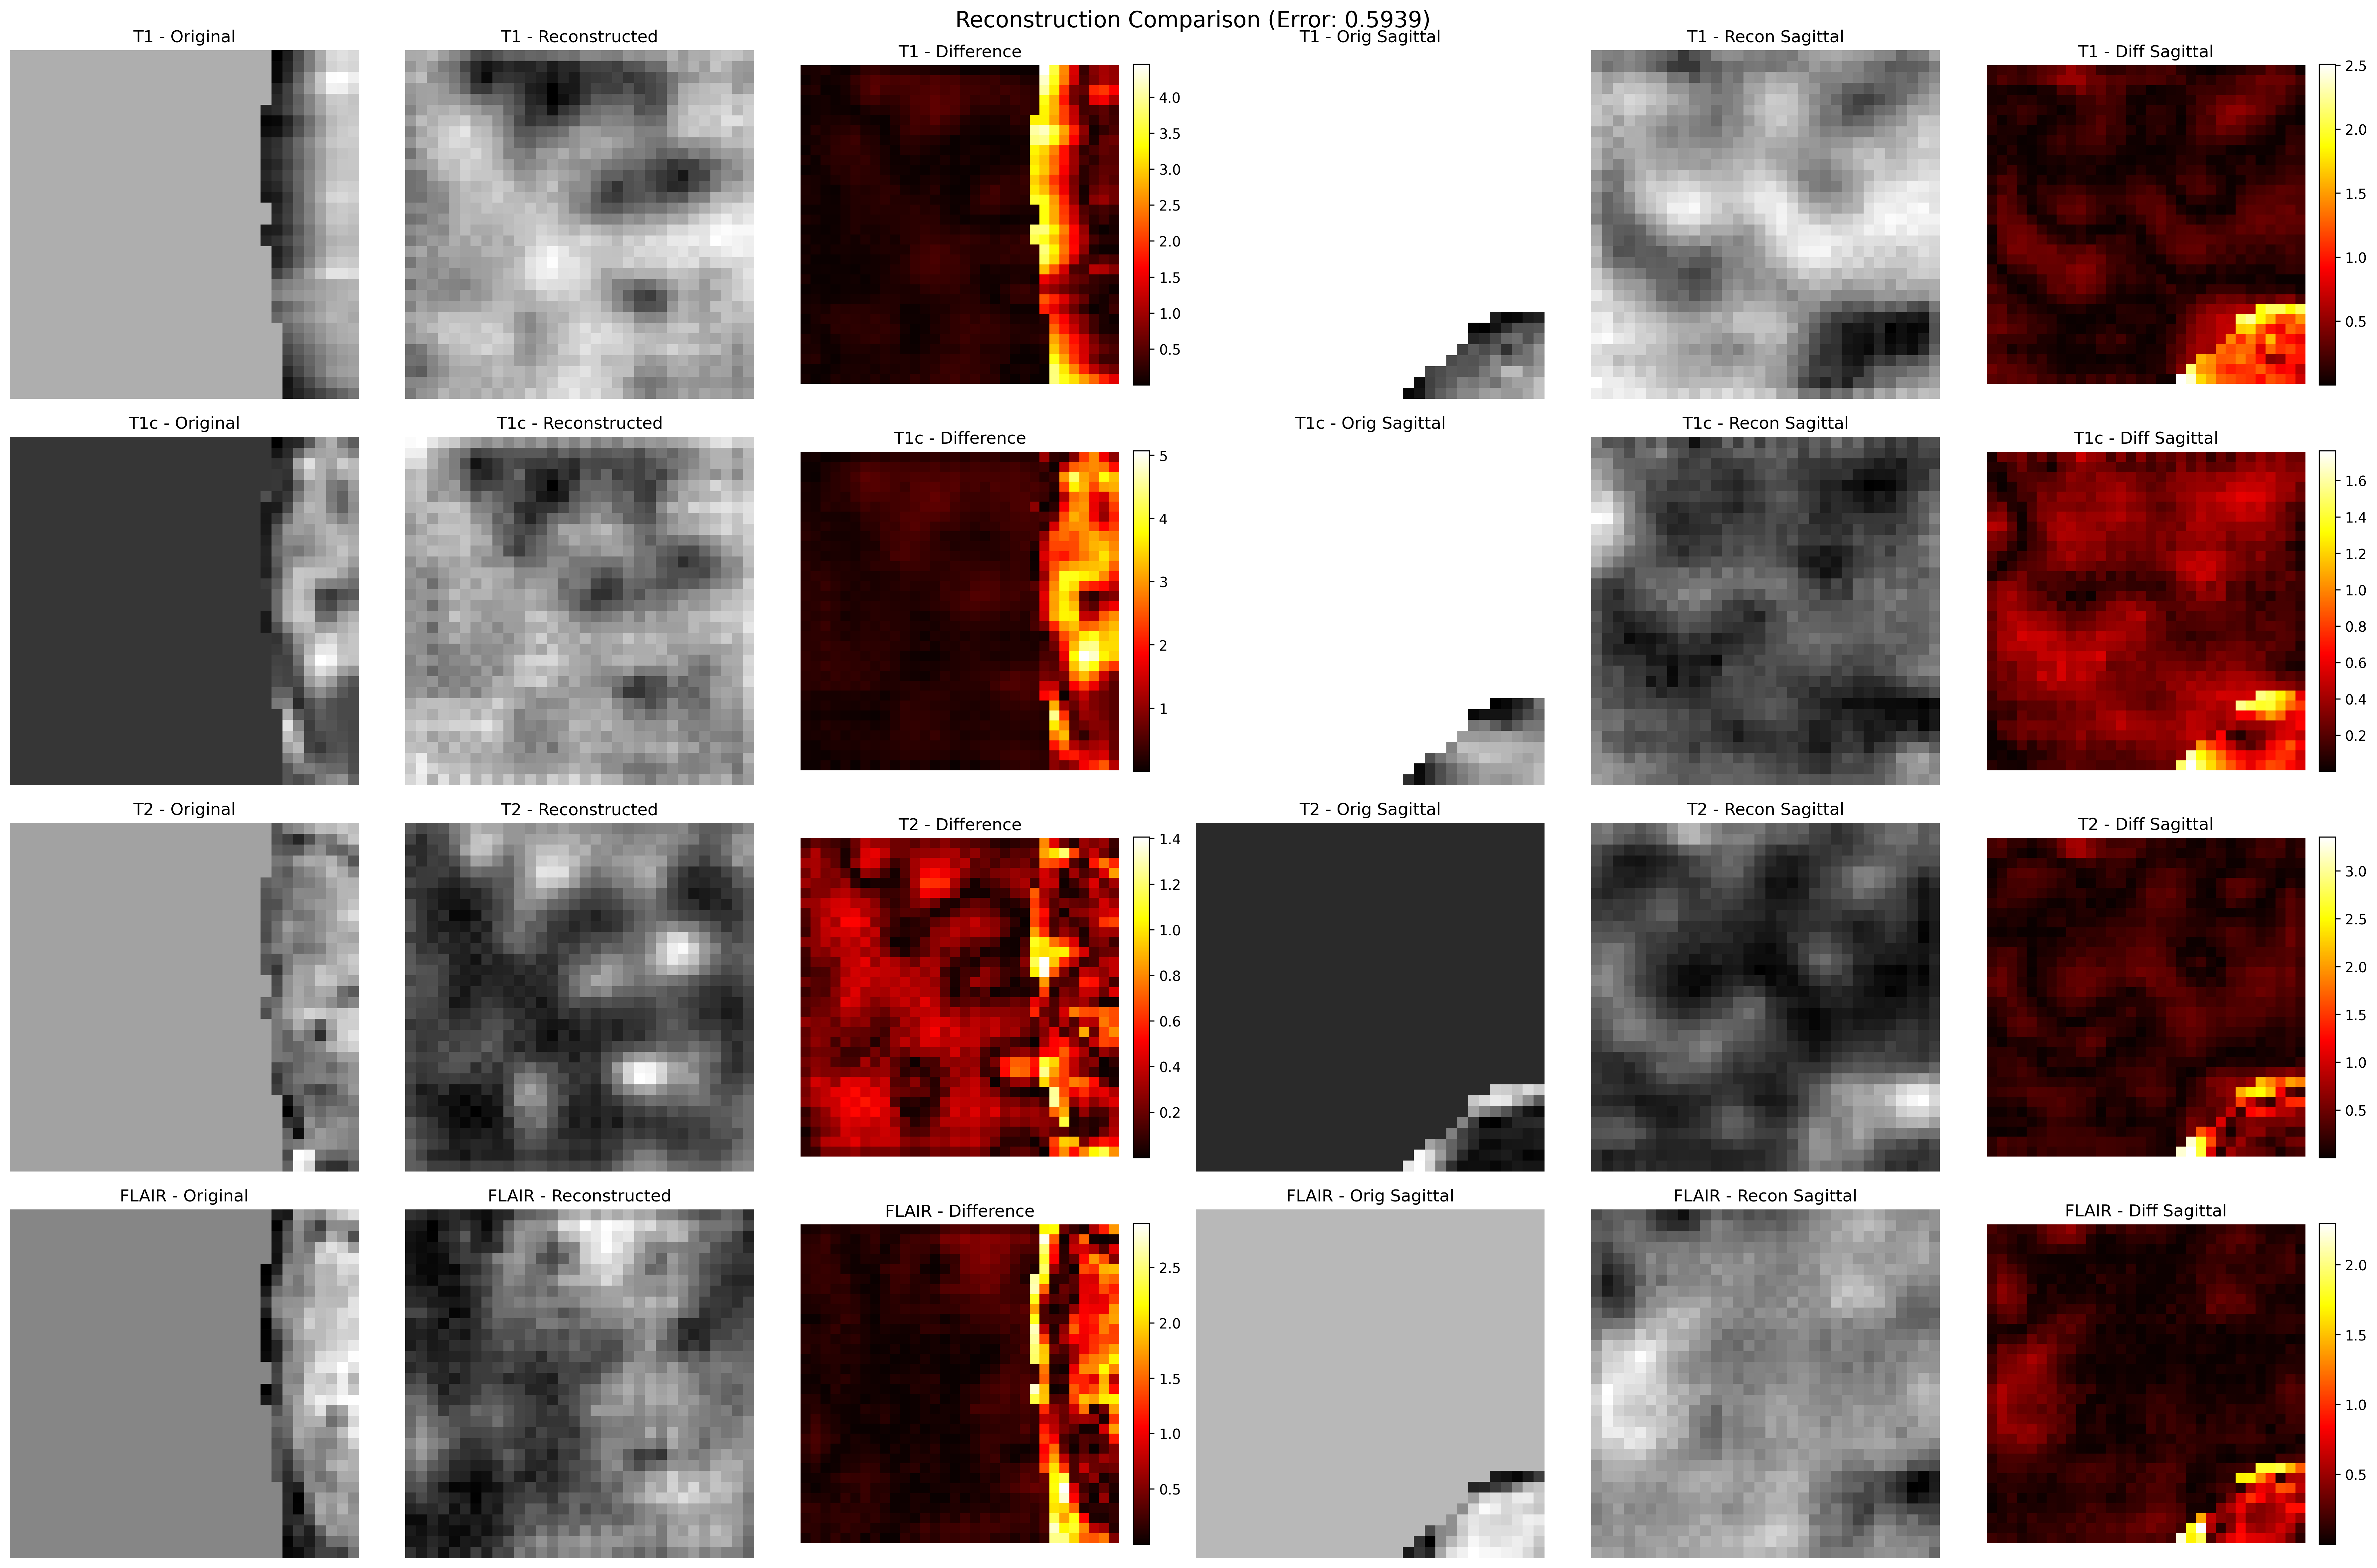 Reconstruction Comparison (Error: 0.5939)
T1 - Original
T1 - Reconstructed
T1 - Difference
T1 - Orig Sagittal
T1 - Recon Sagittal
T1 - Diff Sagittal
4.0
3.5
3.0
2.5
2.0
1.5
1.0
0.5
2.5
2.0
1.5
1.0
0.5
T1c - Original
T1c - Reconstructed
T1c - Difference
T1c - Orig Sagittal
T1c - Recon Sagittal
T1c - Diff Sagittal
5
4
3
2
1
1.6
1.4
1.2
1.0
0.8
0.6
0.4
0.2
T2 - Original
T2 - Reconstructed
T2 - Difference
T2 - Orig Sagittal
T2 - Recon Sagittal
T2 - Diff Sagittal
1.4
1.2
1.0
0.8
0.6
0.4
0.2
3.0
2.5
2.0
1.5
1.0
0.5
FLAIR - Original
FLAIR - Reconstructed
FLAIR - Difference
FLAIR - Orig Sagittal
FLAIR - Recon Sagittal
FLAIR - Diff Sagittal
2.5
2.0
1.5
1.0
0.5
2.0
1.5
1.0
0.5